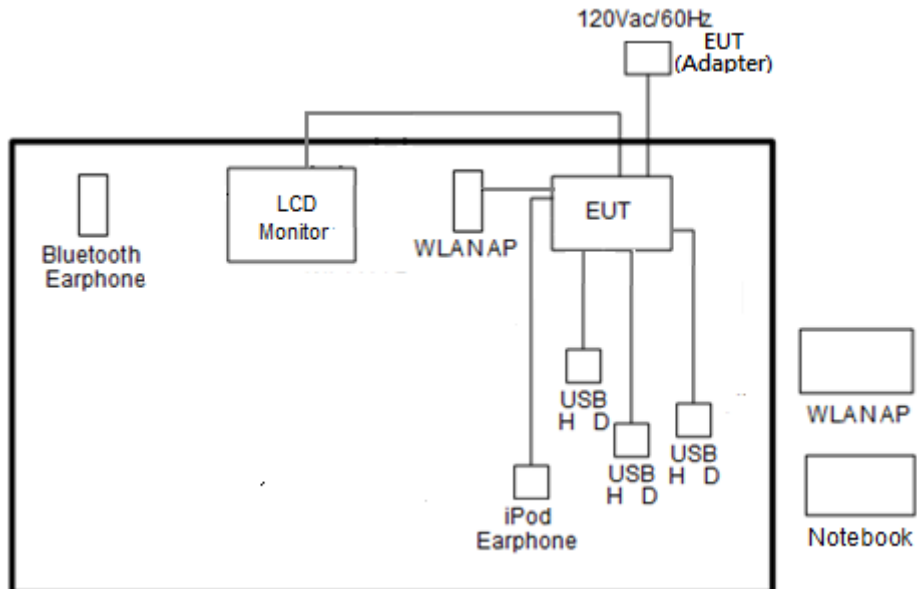 120Vac/60Hz
EUT
(Adapter)
LCD
Monitor
EUT
WLAN AP
Bluetooth
Earphone
USB
H D
USB
H D
USB
H D
iPod
Earphone
WLAN AP
Notebook